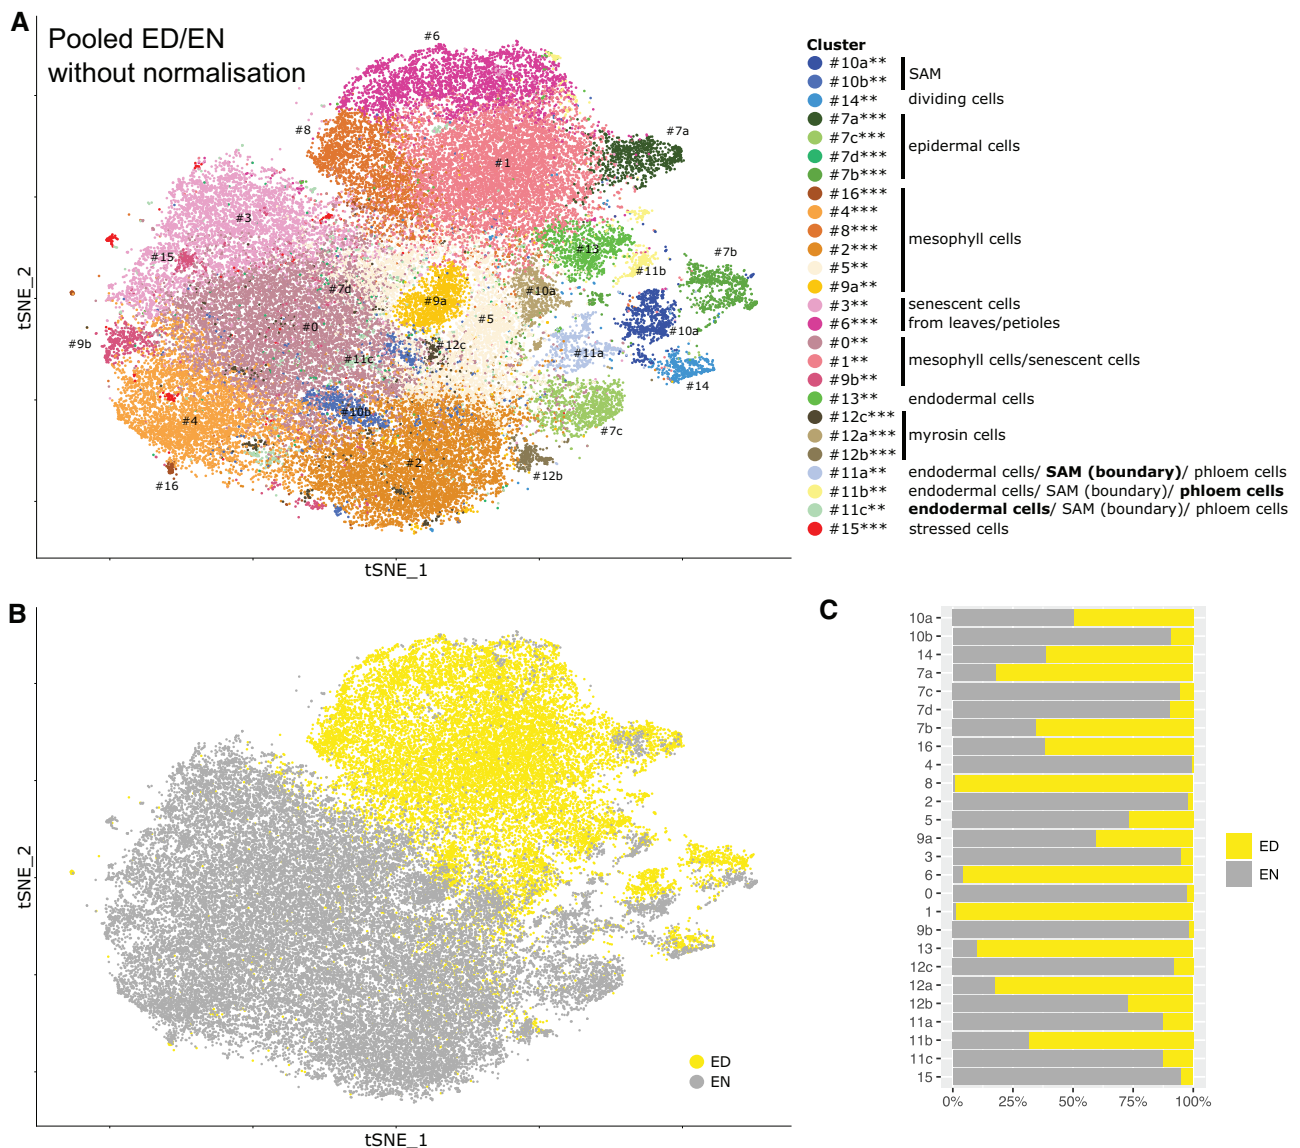 A
Pooled ED/EN
without normalisation
#6
#8
#7a
#1
#3
#13
#15
#7b
#11b
#7d
#10a
#9a
#0
#5
#10a
#9b
#12c
#11c
#11a
#14
#10b
#4
#7c
#2
#16
#12b
tSNE_2
tSNE_1
Cluster
#10a**
#10b**
SAM
#14** dividing cells
#7a***
#7c***
#7d***
#7b***
epidermal cells
#16***
#4***
#8***
#2***
#5**
#9a**
mesophyll cells
#3** senescent cells
#6*** from leaves/petioles
#0**
#1**
#9b**
mesophyll cells/senescent cells
#13** endodermal cells
#12c***
#12a***
#12b***
myrosin cells
#11a** endodermal cells/ SAM (boundary)/ phloem cells
#11b** endodermal cells/ SAM (boundary)/ phloem cells
#11c** endodermal cells/ SAM (boundary)/ phloem cells
#15*** stressed cells
B
tSNE_2
tSNE_1
ED
EN
C
10a
10b
14
7a
7c
7d
7b
16
4
8
2
5
9a
3
6
0
1
9b
13
12c
12a
12b
11a
11b
11c
15
0% 25% 50% 75% 100%
ED
EN